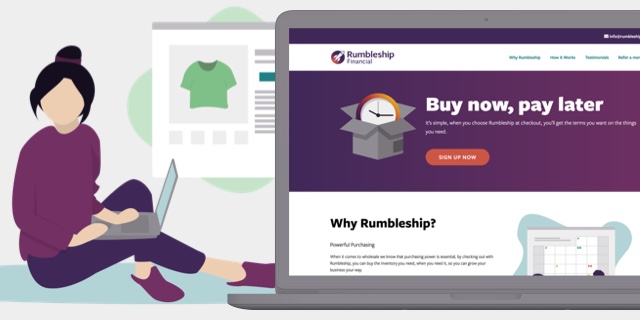 info@rumbleship
Rumbleship
Financial
Why Rumbleship How it Works Testimonials Refer a mer
Buy now, pay later
It's simple, when you choose Rumbleship at checkout, you'll get the terms you want on the things
you need.
SIGN UP NOW
Why Rumbleship?
Powerful Purchasing
When it comes to wholesale we know that purchasing power is essential, by checking out with
Rumbleship, you can buy the inventory you need, when you need it, so you can grow your
business your way.